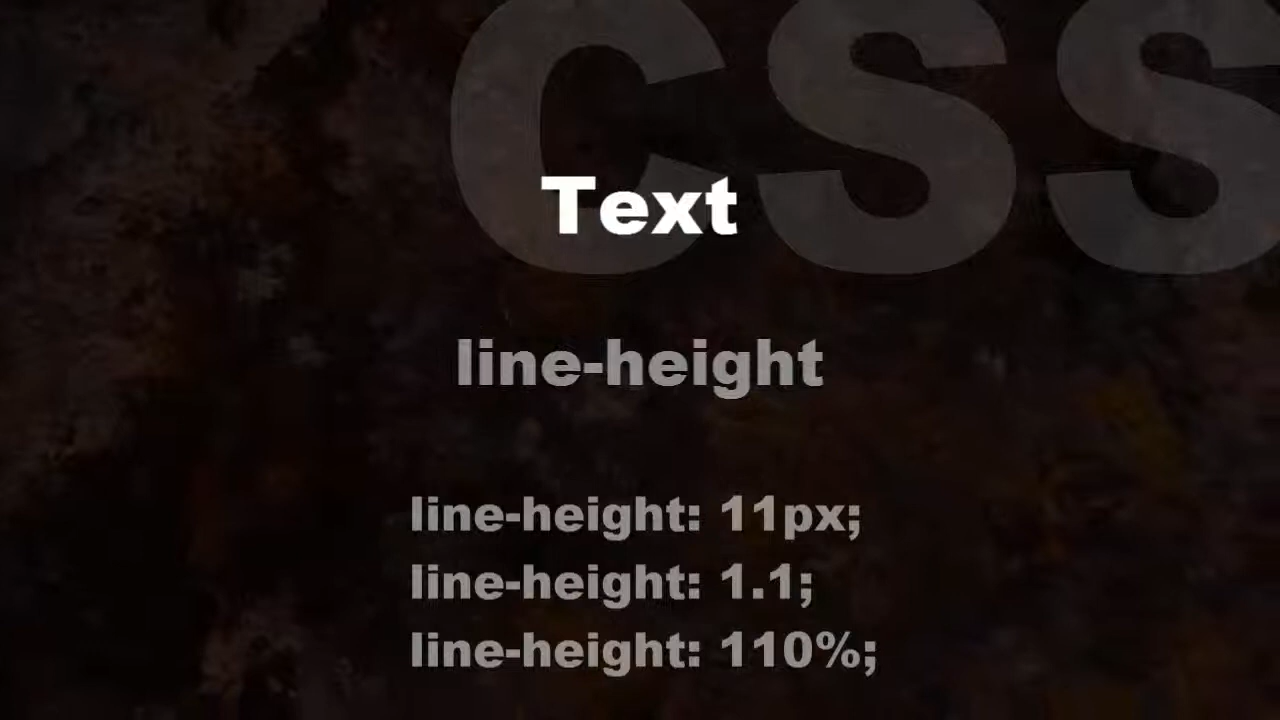 CSS
Text
line-height
line-height: 11px;
line-height: 1.1;
line-height: 110%;